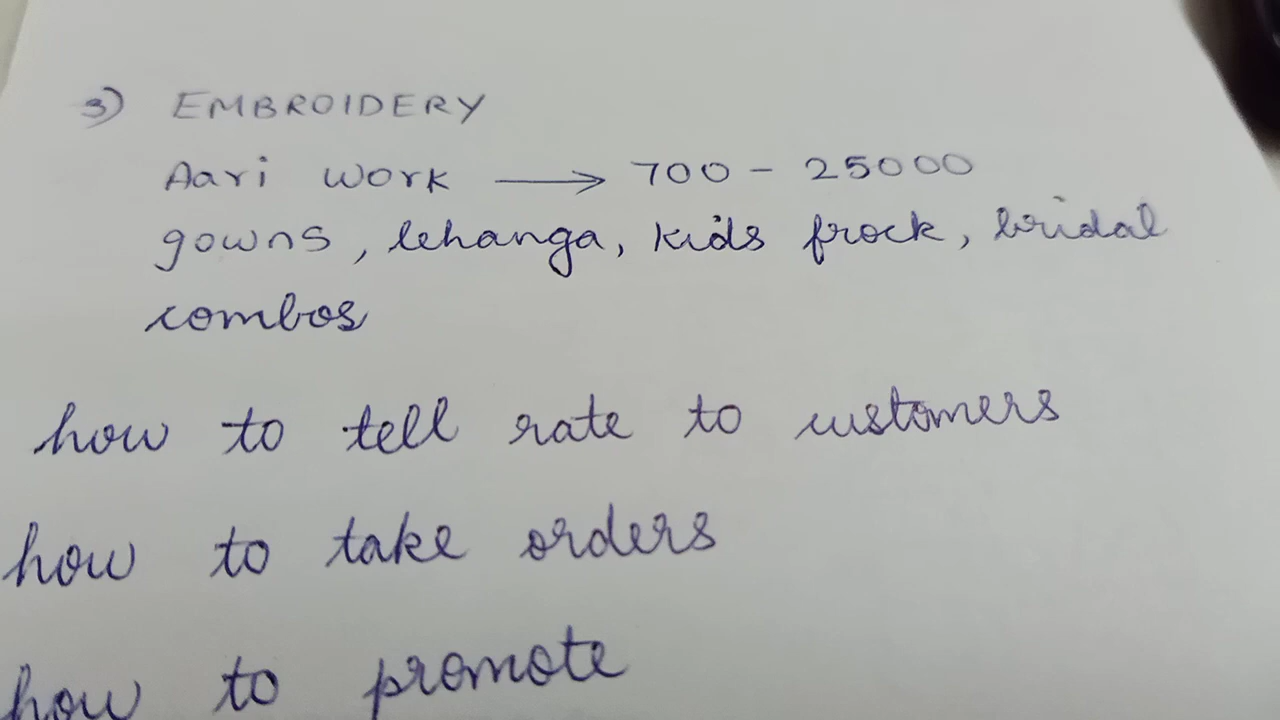 3) EMBROIDERY
Aari work → 700 - 25000
gowns, lehanga, kids frock, bridal
combos
how to tell rate to customers
how to take orders
how to promote